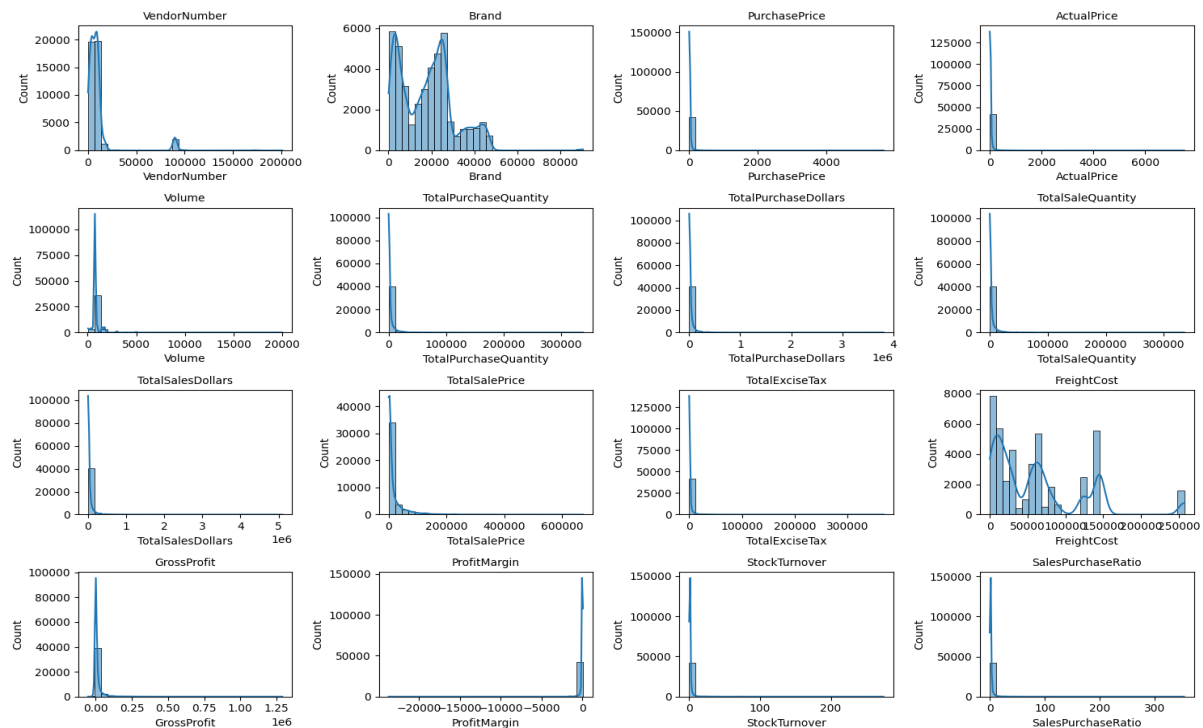 VendorNumber
Count
20000
15000
10000
5000
0
0 50000 100000 150000 200000
VendorNumber
Brand
Count
6000
4000
2000
0
0 20000 40000 60000 80000
Brand
PurchasePrice
Count
150000
100000
50000
0
0 2000 4000
PurchasePrice
ActualPrice
Count
125000
100000
75000
50000
25000
0
0 2000 4000 6000
ActualPrice
Volume
Count
100000
75000
50000
25000
0
0 5000 10000 15000 20000
Volume
TotalPurchaseQuantity
Count
100000
80000
60000
40000
20000
0
0 100000 200000 300000
TotalPurchaseQuantity
TotalPurchaseDollars
Count
100000
80000
60000
40000
20000
0
0 1 2 3 4
1e6
TotalPurchaseDollars
TotalSaleQuantity
Count
100000
80000
60000
40000
20000
0
0 100000 200000 300000
TotalSaleQuantity
TotalSalesDollars
Count
100000
80000
60000
40000
20000
0
0 1 2 3 4 5
1e6
TotalSalesDollars
TotalSalePrice
Count
40000
30000
20000
10000
0
0 200000 400000 600000
TotalSalePrice
TotalExciseTax
Count
125000
100000
75000
50000
25000
0
0 100000 200000 300000
TotalExciseTax
FreightCost
Count
8000
6000
4000
2000
0
0 50000 100000 150000 200000 250000
FreightCost
GrossProfit
Count
100000
80000
60000
40000
20000
0
0.00 0.25 0.50 0.75 1.00 1.25
1e6
GrossProfit
ProfitMargin
Count
150000
100000
50000
0
−20000 −15000 −10000 −5000 0
ProfitMargin
StockTurnover
Count
150000
100000
50000
0
0 100 200
StockTurnover
SalesPurchaseRatio
Count
150000
100000
50000
0
0 100 200 300
SalesPurchaseRatio